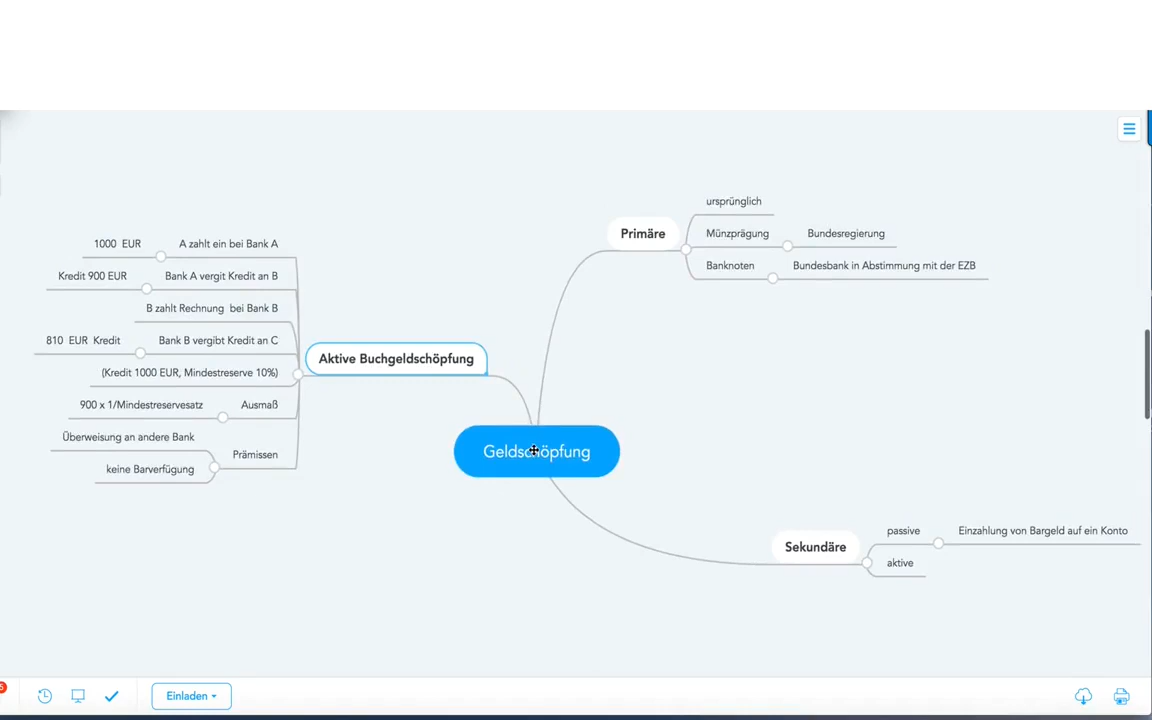 ursprünglich
Primäre
Münzprägung
Bundesregierung
Banknoten
Bundesbank in Abstimmung mit der EZB
1000 EUR
A zahlt ein bei Bank A
Kredit 900 EUR
Bank A vergit Kredit an B
B zahlt Rechnung bei Bank B
810 EUR Kredit
Bank B vergibt Kredit an C
Aktive Buchgeldschöpfung
(Kredit 1000 EUR, Mindestreserve 10%)
900 x 1/Mindestreservesatz
Ausmaß
Überweisung an andere Bank
Prämissen
keine Barverfügung
Geldschöpfung
passive
Einzahlung von Bargeld auf ein Konto
Sekundäre
aktive
5
Einladen